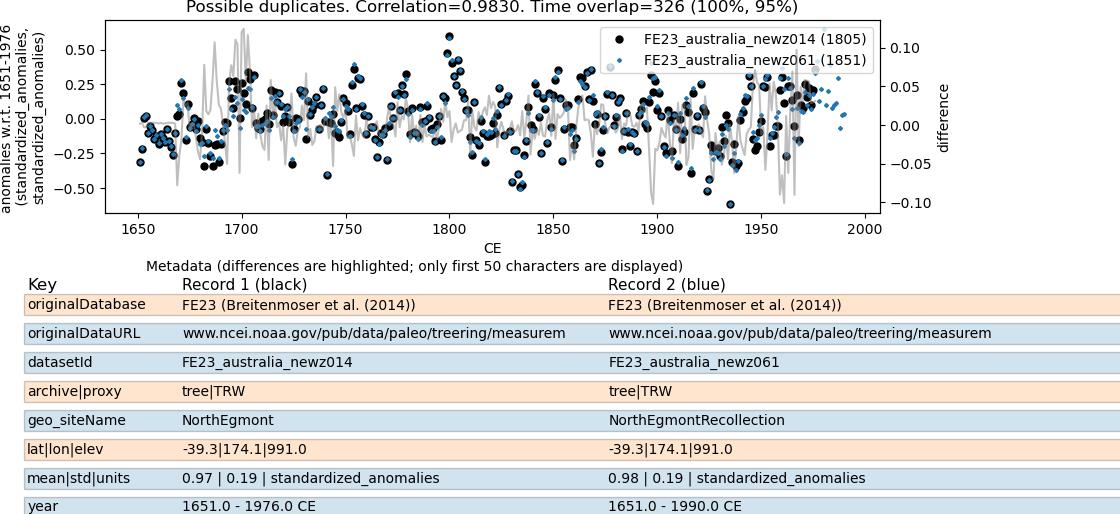 Possible duplicates. Correlation=0.9830. Time overlap=326 (100%, 95%)
anomalies w.r.t. 1651-1976
(standardized_anomalies,
standardized_anomalies)
0.50
0.25
0.00
−0.25
−0.50
FE23_australia_newz014 (1805)
FE23_australia_newz061 (1851)
0.10
0.05
0.00
−0.05
−0.10
difference
1650 1700 1750 1800 1850 1900 1950 2000
CE
Metadata (differences are highlighted; only first 50 characters are displayed)
Key Record 1 (black) Record 2 (blue)
originalDatabase FE23 (Breitenmoser et al. (2014)) FE23 (Breitenmoser et al. (2014))
originalDataURL www.ncei.noaa.gov/pub/data/paleo/treering/measurem www.ncei.noaa.gov/pub/data/paleo/treering/measurem
datasetId FE23_australia_newz014 FE23_australia_newz061
archive|proxy tree|TRW tree|TRW
geo_siteName NorthEgmont NorthEgmontRecollection
lat|lon|elev -39.3|174.1|991.0 -39.3|174.1|991.0
mean|std|units 0.97 | 0.19 | standardized_anomalies 0.98 | 0.19 | standardized_anomalies
year 1651.0 - 1976.0 CE 1651.0 - 1990.0 CE